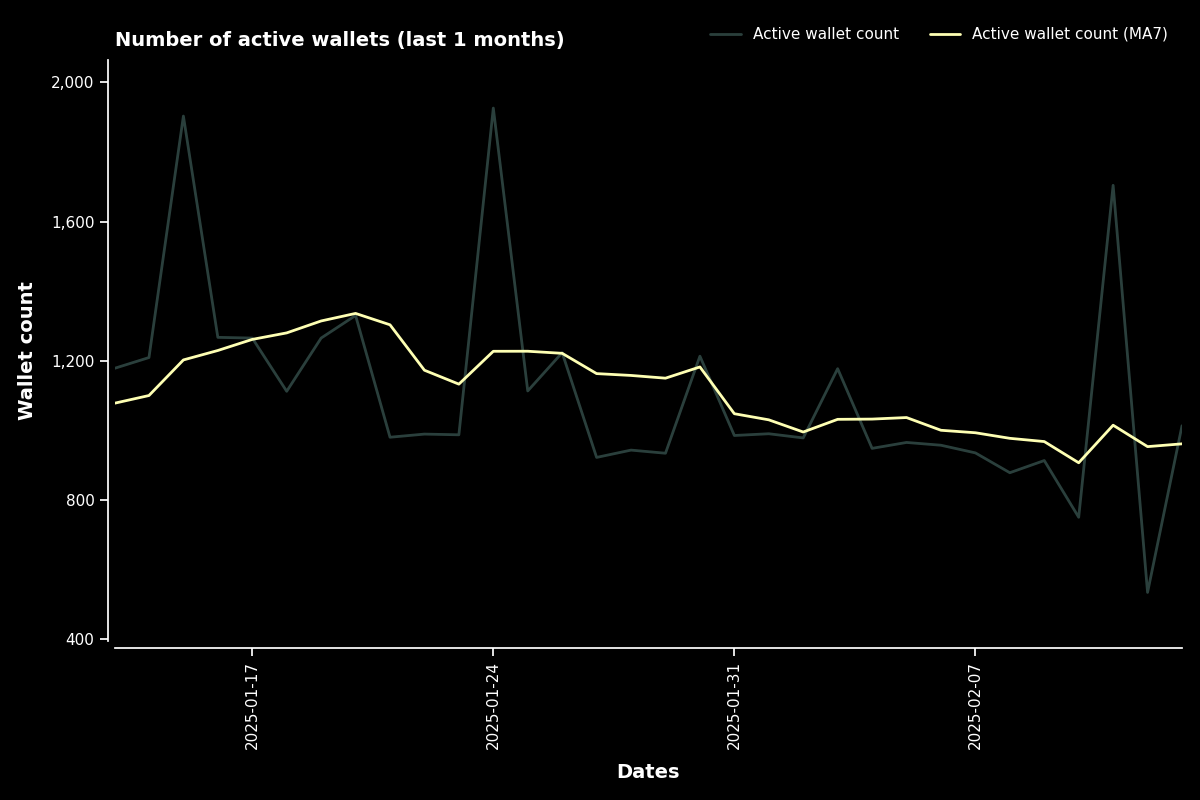 Number of active wallets (last 1 months)
Active wallet count
Active wallet count (MA7)
Wallet count
2,000
1,600
1,200
800
400
2025-01-17
2025-01-24
2025-01-31
2025-02-07
Dates